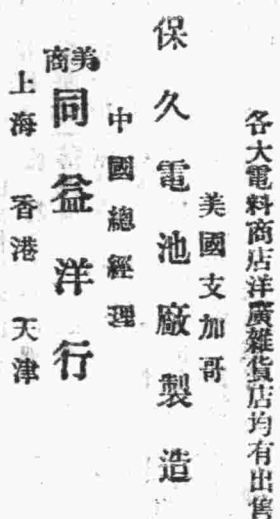 各大電料商店洋廣雜貨店均有出售
美國支加哥
保久電池廠製造
中國總經理
美商同益洋行
上海 香港 天津